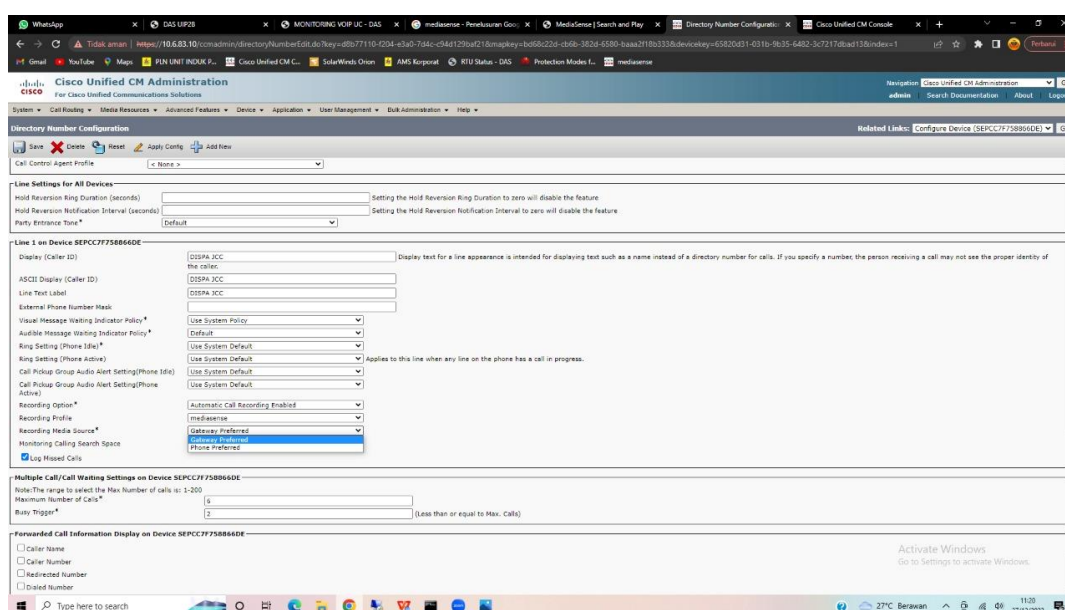 WhatsApp
DAS UIP2B
MONITORING VOIP UC - DAS
mediasense - Penelusuran Goog
MediaSense | Search and Play
Directory Number Configuration
Cisco Unified CM Console
Tidak aman | https://10.6.83.10/ccmadmin/directoryNumberEdit.do?key=
Perbarui
Gmail YouTube Maps PLN UNIT INDUK P... Cisco Unified CM C... SolarWinds Orion AMS Korporat RTU Status - DAS Protection Modes f... mediasense
cisco
Cisco Unified CM Administration
For Cisco Unified Communications Solutions
Navigation Cisco Unified CM Administration
admin Search Documentation About Logou
System Call Routing Media Resources Advanced Features Device Application User Management Bulk Administration Help
Directory Number Configuration
Related Links: Configure Device (SEPCC7F758866DE) G
Save Delete Reset Apply Config Add New
Call Control Agent Profile < None >
Line Settings for All Devices
Hold Reversion Ring Duration (seconds) Setting the Hold Reversion Ring Duration to zero will disable the feature
Hold Reversion Notification Interval (seconds) Setting the Hold Reversion Notification Interval to zero will disable the feature
Party Entrance Tone* Default
Line 1 on Device SEPCC7F758866DE
Display (Caller ID) DISPA JCC Display text for a line appearance is intended for displaying text such as a name instead of a directory number for calls. If you specify a number, the person receiving a call may not see the proper identity of
the caller.
ASCII Display (Caller ID) DISPA JCC
Line Text Label DISPA JCC
External Phone Number Mask
Visual Message Waiting Indicator Policy* Use System Policy
Audible Message Waiting Indicator Policy* Default
Ring Setting (Phone Idle)* Use System Default
Ring Setting (Phone Active) Use System Default Applies to this line when any line on the phone has a call in progress.
Call Pickup Group Audio Alert Setting(Phone Idle) Use System Default
Call Pickup Group Audio Alert Setting(Phone Use System Default
Active)
Recording Option* Automatic Call Recording Enabled
Recording Profile mediasense
Recording Media Source* Gateway Preferred
Gateway Preferred
Monitoring Calling Search Space Phone Preferred
Log Missed Calls
Multiple Call/Call Waiting Settings on Device SEPCC7F758866DE
Note:The range to select the Max Number of calls is: 1-200
Maximum Number of Calls* 6
Busy Trigger* 2 (Less than or equal to Max. Calls)
Forwarded Call Information Display on Device SEPCC7F758866DE
Caller Name
Caller Number
Redirected Number
Dialed Number
Activate Windows
Go to Settings to activate Windows.
Type here to search
27°C Berawan
11:20